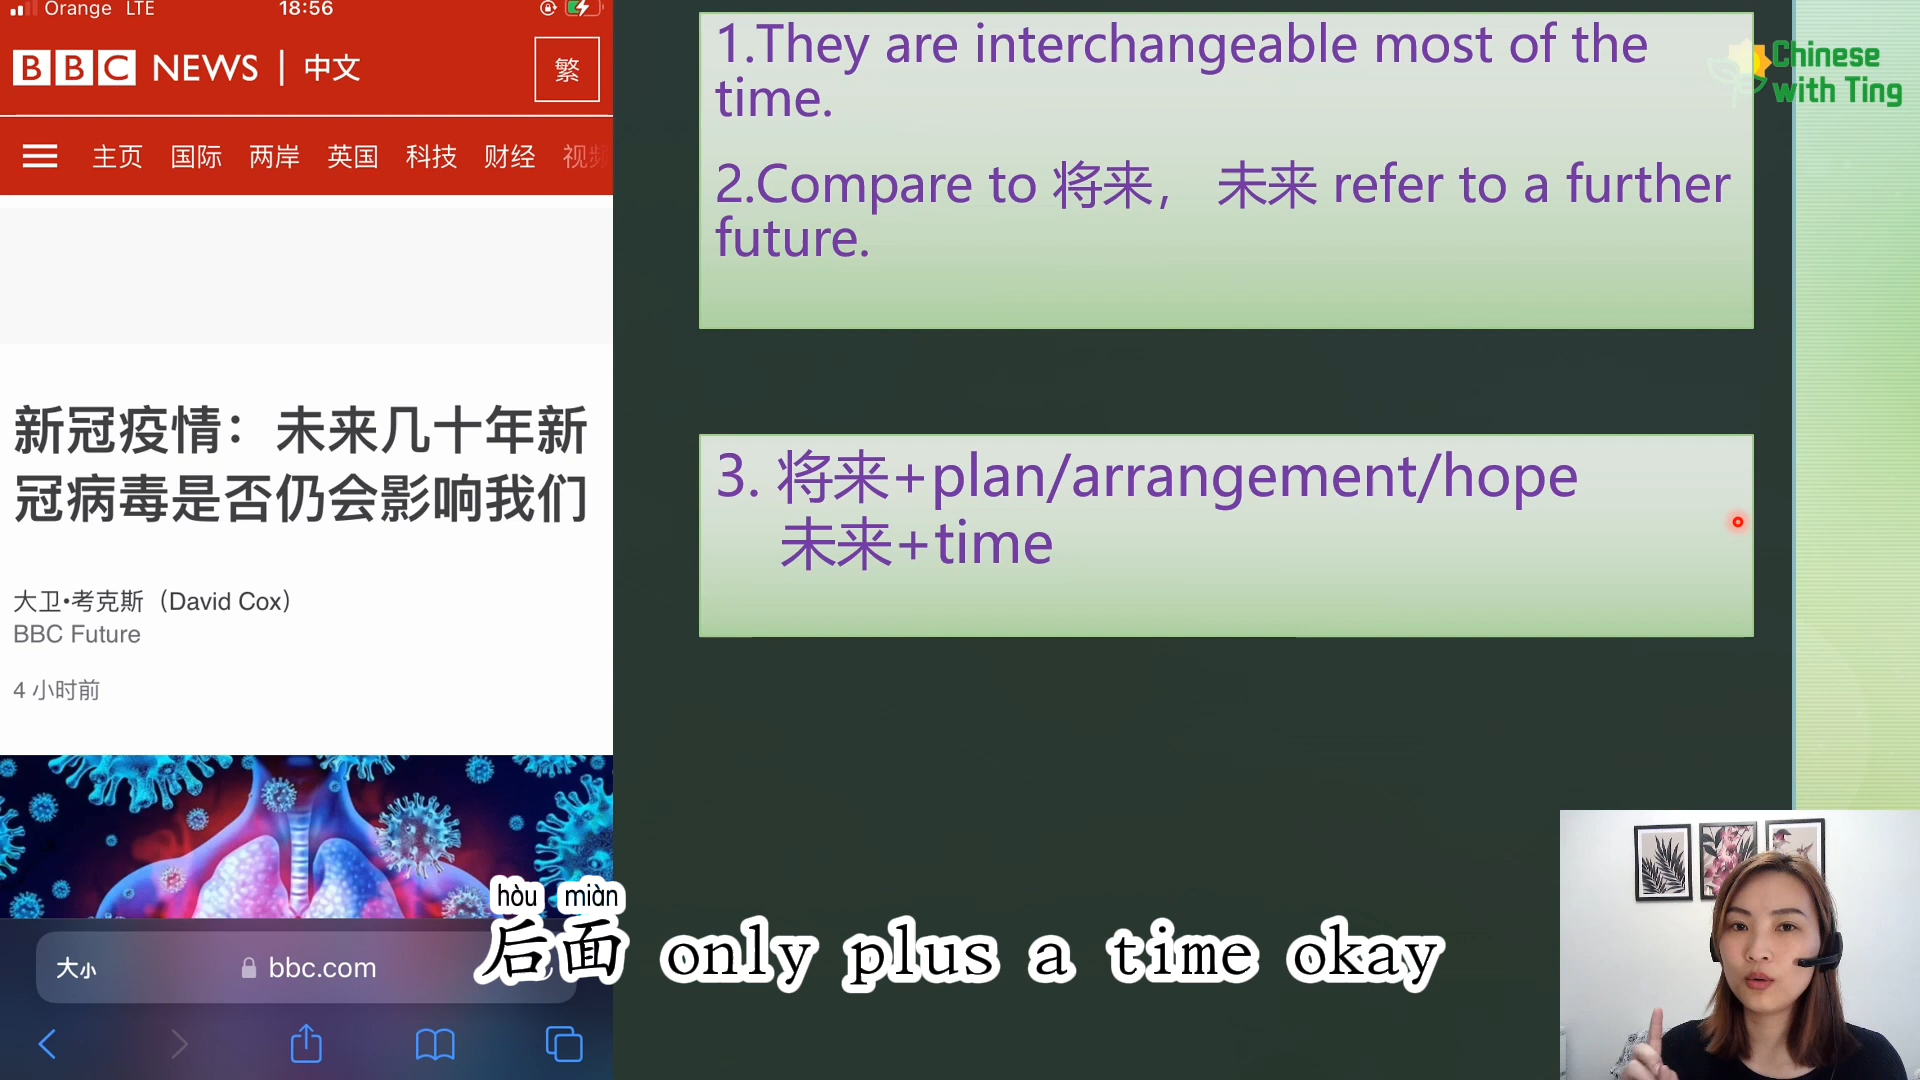 Orange LTE 18:56
BBC NEWS | 中文
繁
主页 国际 两岸 英国 科技 财经 视频
新冠疫情：未来几十年新
冠病毒是否仍会影响我们
大卫•考克斯（David Cox）
BBC Future
4 小时前
大小 bbc.com
1.They are interchangeable most of the
time.
2.Compare to 将来， 未来 refer to a further
future.
3. 将来+plan/arrangement/hope
未来+time
Chinese
with Ting
hòu miàn
后面 only plus a time okay